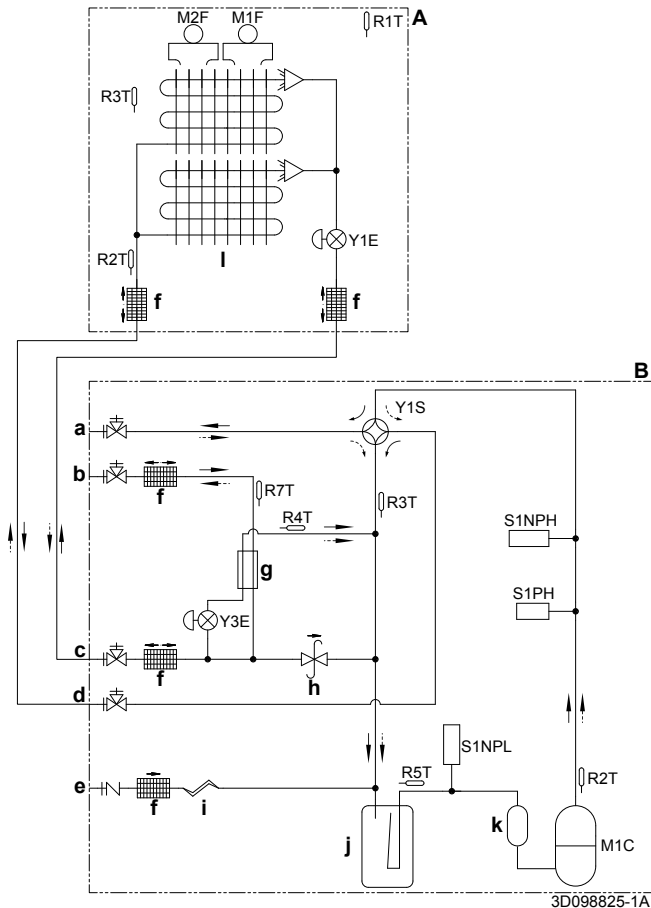 M2F M1F
R1T
A
R3T
Y1E
R2T
l
f
f
B
a
Y1S
b
f
R7T
R3T
R4T
S1NPH
g
S1PH
Y3E
c
f
h
d
S1NPL
R5T
R2T
e
f
i
k
j
M1C
3D098825-1A